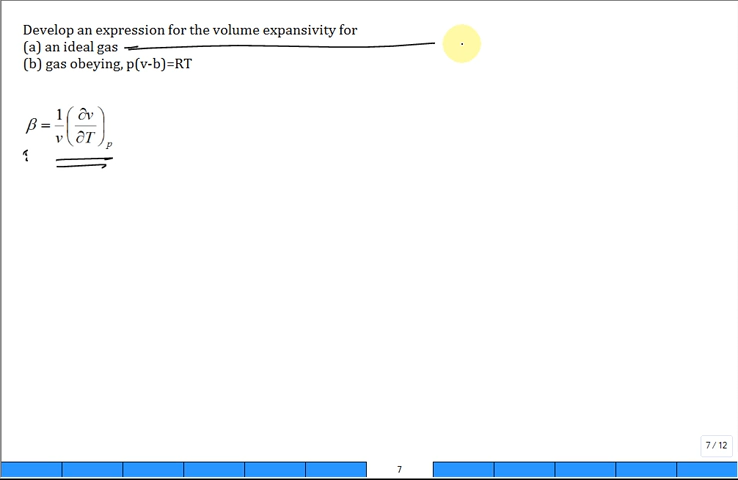 Develop an expression for the volume expansivity for
(a) an ideal gas
(b) gas obeying, p(v-b)=RT
β = 1/v (∂v/∂T)p
7 / 12
7